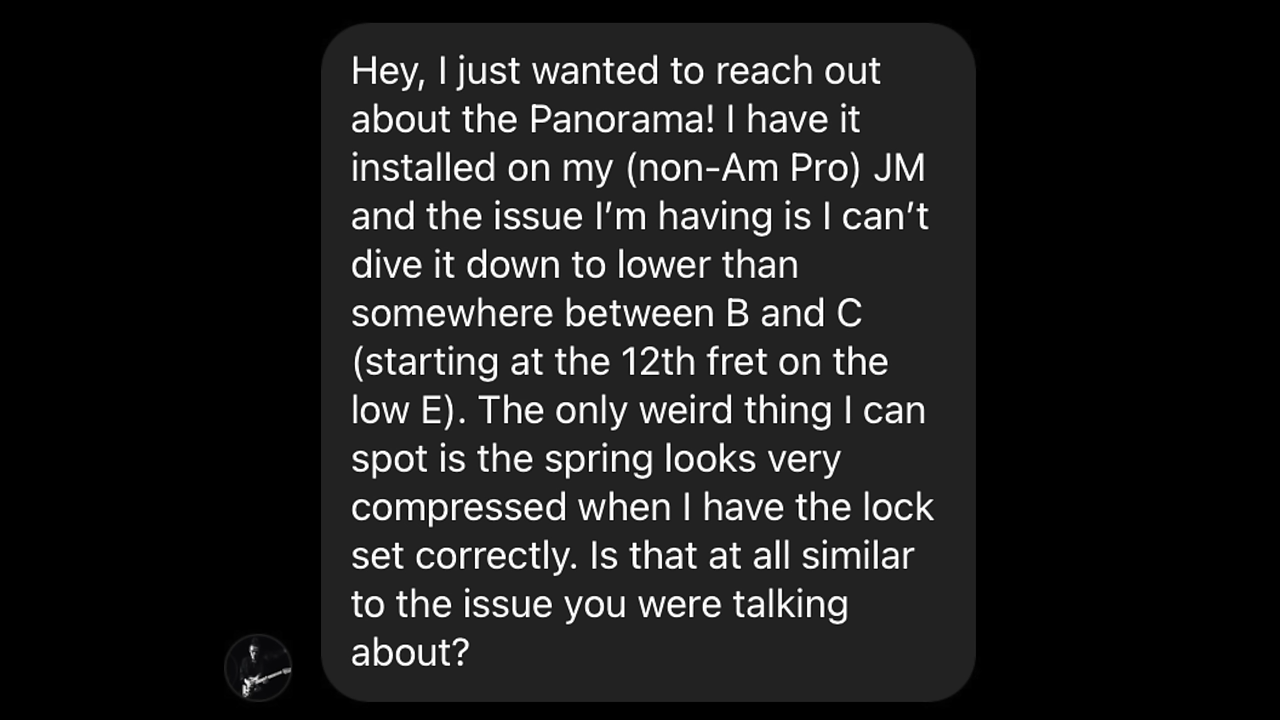 Hey, I just wanted to reach out
about the Panorama! I have it
installed on my (non-Am Pro) JM
and the issue I’m having is I can’t
dive it down to lower than
somewhere between B and C
(starting at the 12th fret on the
low E). The only weird thing I can
spot is the spring looks very
compressed when I have the lock
set correctly. Is that at all similar
to the issue you were talking
about?